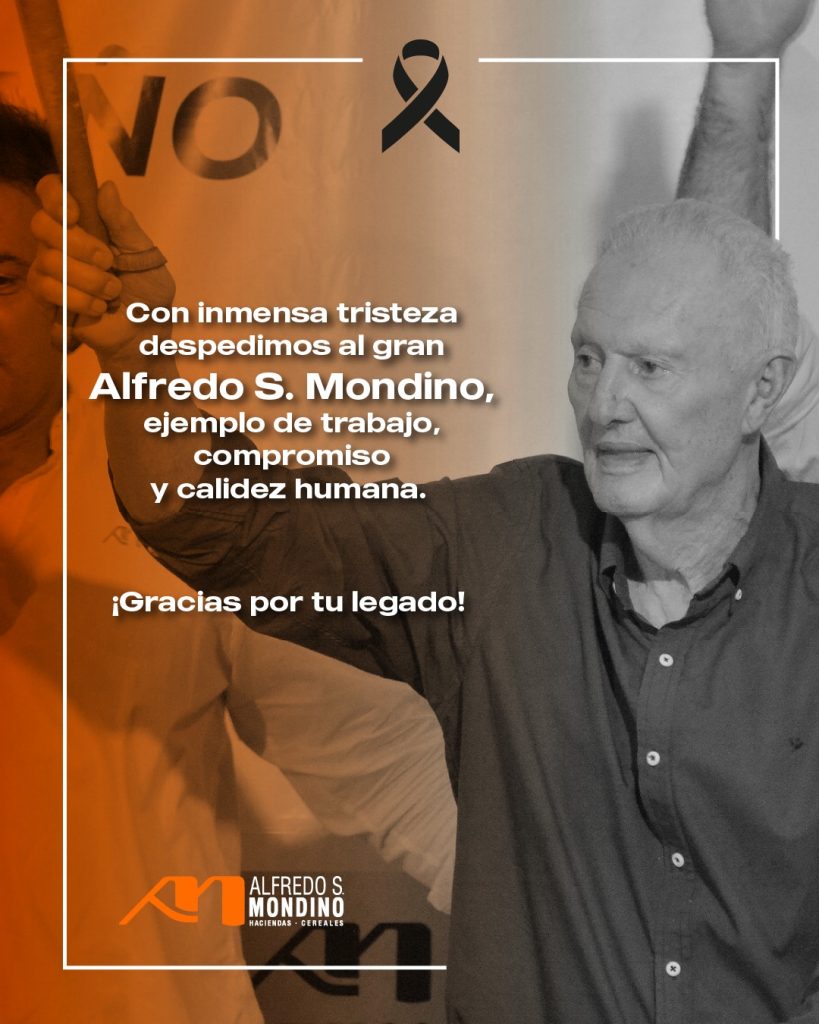 ÑO
Con inmensa tristeza
despedimos al gran
Alfredo S. Mondino,
ejemplo de trabajo,
compromiso
y calidez humana.
¡Gracias por tu legado!
ALFREDO S.
MONDINO
HACIENDAS - CEREALES